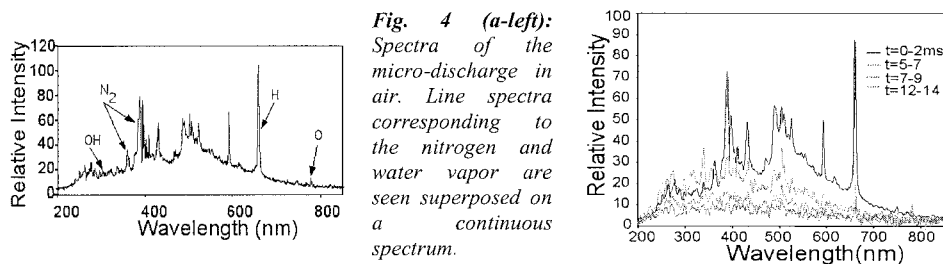 120
100
80
60
40
20
0
Relative Intensity
N2
OH
H
O
200 400 600 800
Wavelength (nm)
Fig. 4 (a-left):
Spectra of the
micro-discharge in
air. Line spectra
corresponding to
the nitrogen and
water vapor are
seen superposed on
a continuous
spectrum.
100
90
80
70
60
50
40
30
20
10
0
Relative Intensity
t=0-2ms
t=5-7
t=7-9
t=12-14
200 300 400 500 600 700 800
Wavelength(nm)